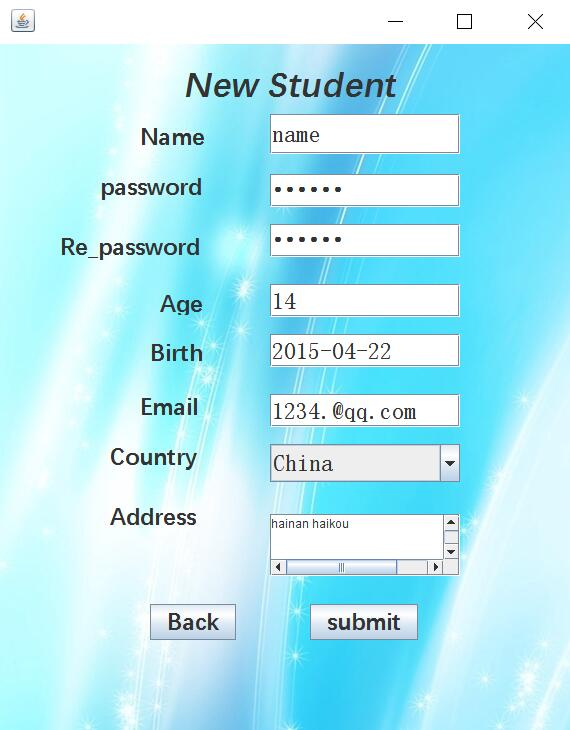 New Student
Name name
password ••••••
Re_password ••••••
Age 14
Birth 2015-04-22
Email 1234.@qq.com
Country China
Address hainan haikou
Back submit